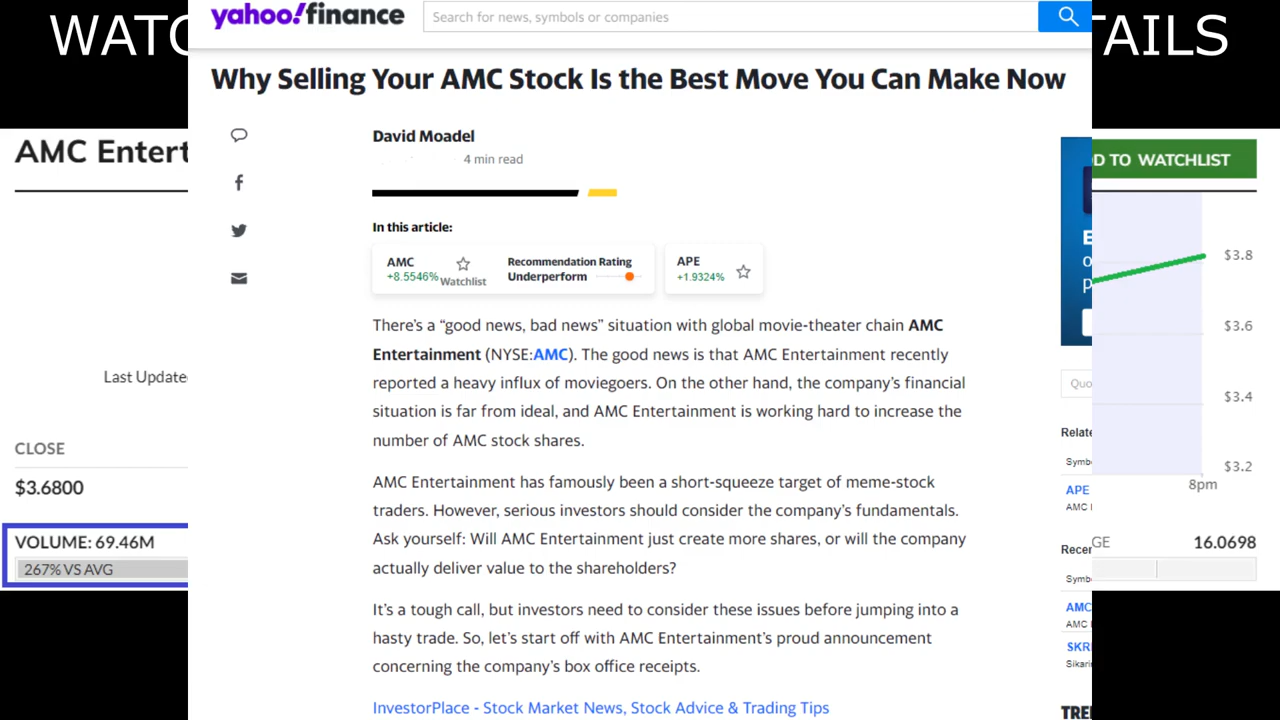 WATC
TAILS
yahoo!finance
Search for news, symbols or companies
Why Selling Your AMC Stock Is the Best Move You Can Make Now
AMC Entert
David Moadel
4 min read
D TO WATCHLIST
In this article:
AMC
+8.5546%
Watchlist
Recommendation Rating
Underperform
APE
+1.9324%
There's a “good news, bad news” situation with global movie-theater chain AMC
Entertainment (NYSE:AMC). The good news is that AMC Entertainment recently
reported a heavy influx of moviegoers. On the other hand, the company's financial
situation is far from ideal, and AMC Entertainment is working hard to increase the
number of AMC stock shares.
AMC Entertainment has famously been a short-squeeze target of meme-stock
traders. However, serious investors should consider the company's fundamentals.
Ask yourself: Will AMC Entertainment just create more shares, or will the company
actually deliver value to the shareholders?
It's a tough call, but investors need to consider these issues before jumping into a
hasty trade. So, let's start off with AMC Entertainment's proud announcement
concerning the company's box office receipts.
InvestorPlace - Stock Market News, Stock Advice & Trading Tips
Last Update
CLOSE
$3.6800
VOLUME: 69.46M
267% VS AVG
E
o
p
$3.8
$3.6
$3.4
$3.2
8pm
Quo
Relate
Symb
APE
AMC
GE
16.0698
Recer
Symb
AMC
AMC
SKR
Sikari
TRE